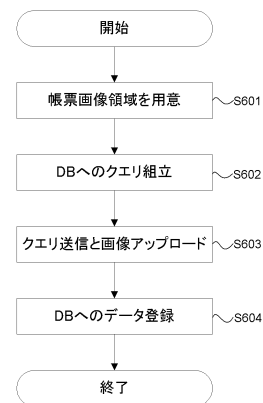 開始
帳票画像領域を用意
S601
DBへのクエリ組立
S602
クエリ送信と画像アップロード
S603
DBへのデータ登録
S604
終了